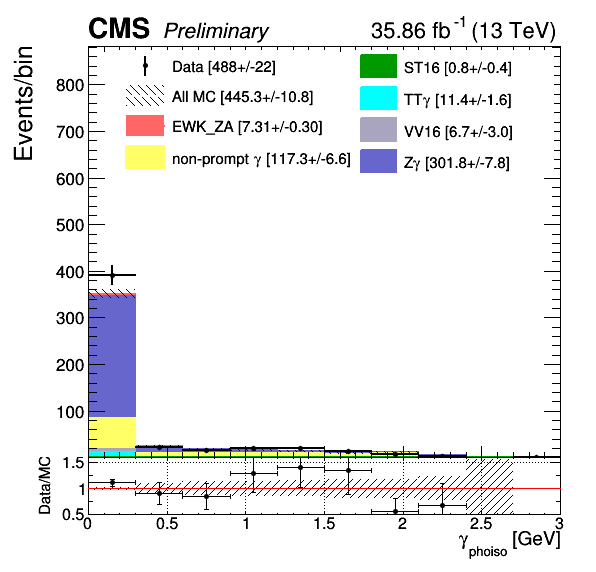 CMS Preliminary 35.86 fb⁻¹ (13 TeV)
Events/bin
Data [488+/-22]
All MC [445.3+/-10.8]
EWK_ZA [7.31+/-0.30]
non-prompt γ [117.3+/-6.6]
ST16 [0.8+/-0.4]
TTγ [11.4+/-1.6]
VV16 [6.7+/-3.0]
Zγ [301.8+/-7.8]
800
700
600
500
400
300
200
100
Data/MC
1.5
1
0.5
0 0.5 1 1.5 2 2.5 3
γ_phoiso [GeV]